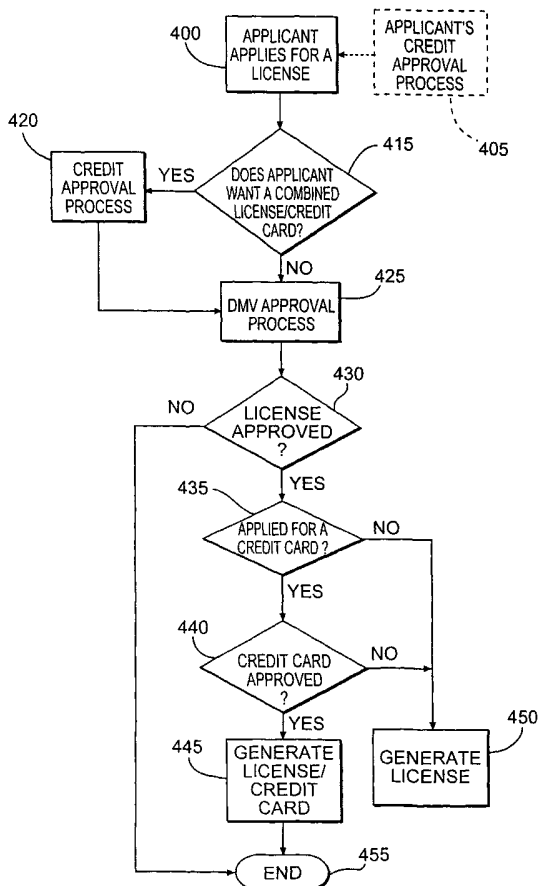 400
APPLICANT
APPLIES FOR A
LICENSE
APPLICANT'S
CREDIT
APPROVAL
PROCESS
405
420
CREDIT
APPROVAL
PROCESS
YES
415
DOES APPLICANT
WANT A COMBINED
LICENSE/CREDIT
CARD?
NO
425
DMV APPROVAL
PROCESS
430
NO
LICENSE
APPROVED
?
YES
435
APPLIED FOR A
CREDIT CARD ?
NO
YES
440
CREDIT CARD
APPROVED
?
NO
YES
445
GENERATE
LICENSE/
CREDIT
CARD
450
GENERATE
LICENSE
END
455